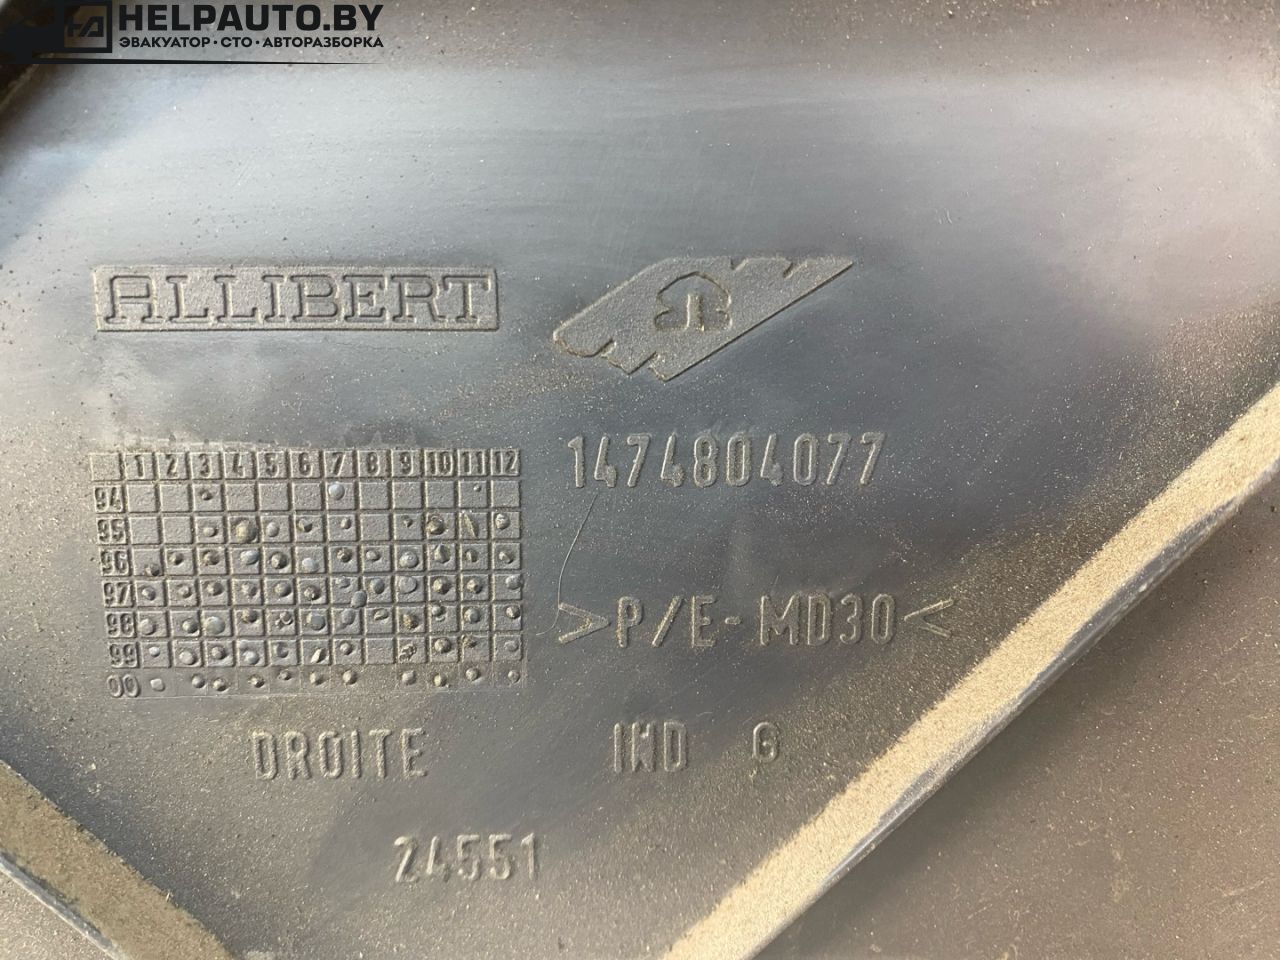 HELPAUTO.BY
ЭВАКУАТОР · СТО · АВТОРАЗБОРКА
ALLIBERT
1474804077
1 2 3 4 5 6 7 8 9 10 11 12
94
95
96
97
98
99
00
>P/E-MD30<
DROITE IND G
24551